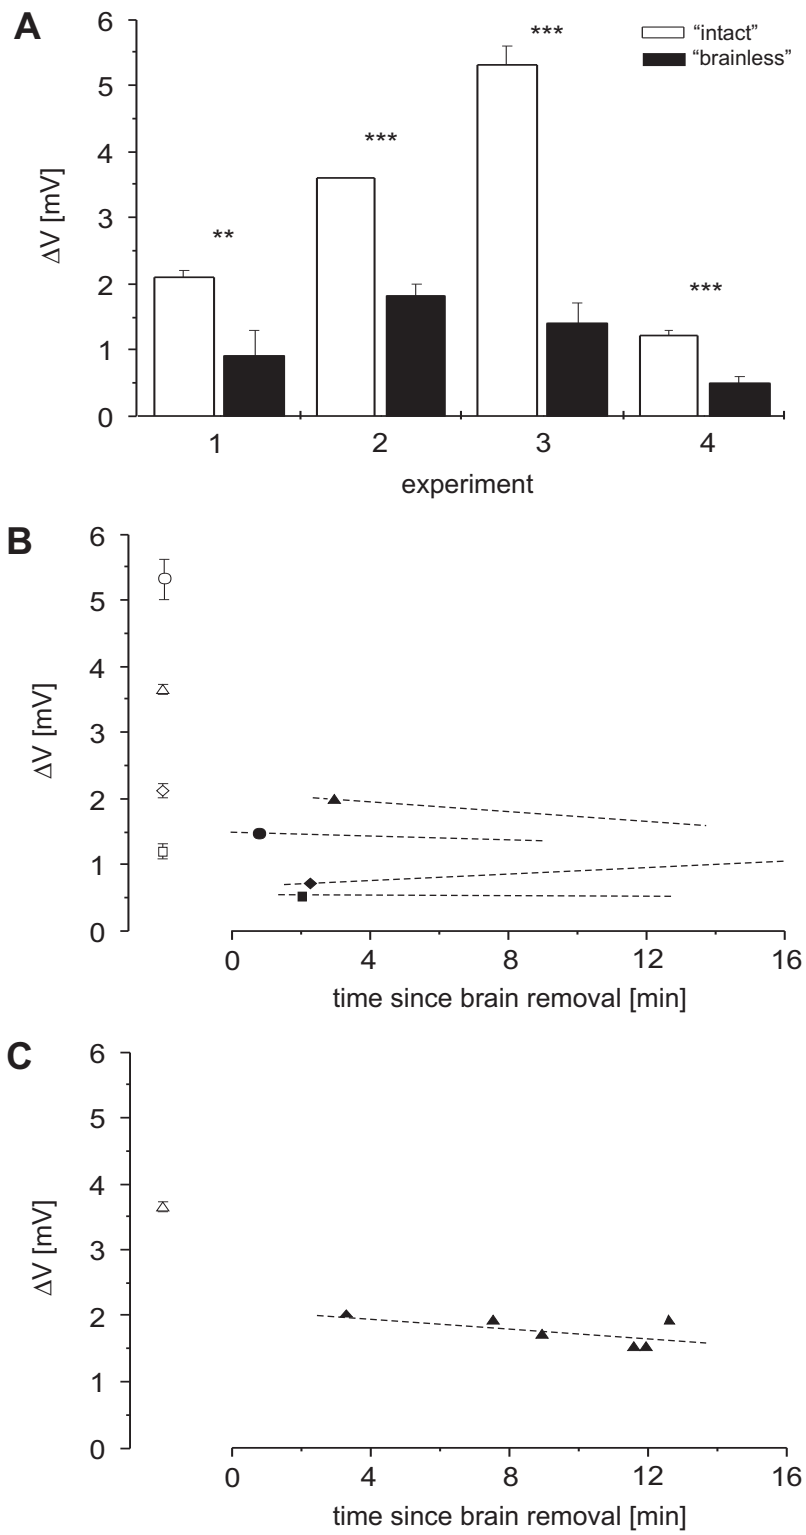 A
6
5
4
3
2
1
0
ΔV [mV]
“intact”
“brainless”
**
***
***
***
1 2 3 4
experiment
B
6
5
4
3
2
1
0
ΔV [mV]
0 4 8 12 16
time since brain removal [min]
C
6
5
4
3
2
1
0
ΔV [mV]
0 4 8 12 16
time since brain removal [min]